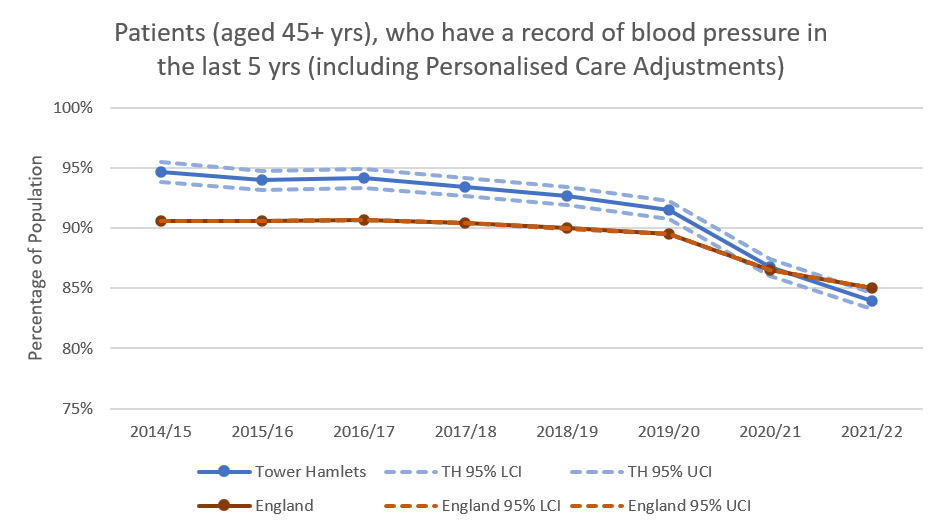 Patients (aged 45+ yrs), who have a record of blood pressure in
the last 5 yrs (including Personalised Care Adjustments)
Percentage of Population
100%
95%
90%
85%
80%
75%
2014/15 2015/16 2016/17 2017/18 2018/19 2019/20 2020/21 2021/22
Tower Hamlets TH 95% LCI TH 95% UCI
England England 95% LCI England 95% UCI